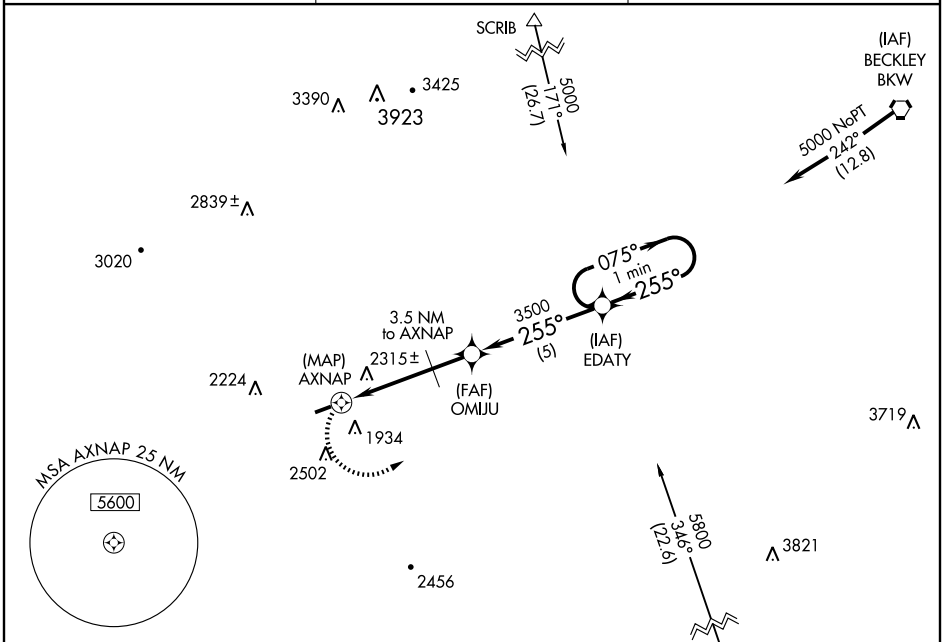 SCRIB
5000
171°
(26.7)
(IAF)
BECKLEY
BKW
5000 NoPT
242°
(12.8)
3390
3425
3923
2839±
3020
075°
1 min
255°
3500
255°
(5)
(IAF)
EDATY
3.5 NM
to AXNAP
(MAP)
AXNAP
2315±
(FAF)
OMIJU
2224
1934
2502
3719
MSA AXNAP 25 NM
5600
5800
346°
(22.6)
3821
2456